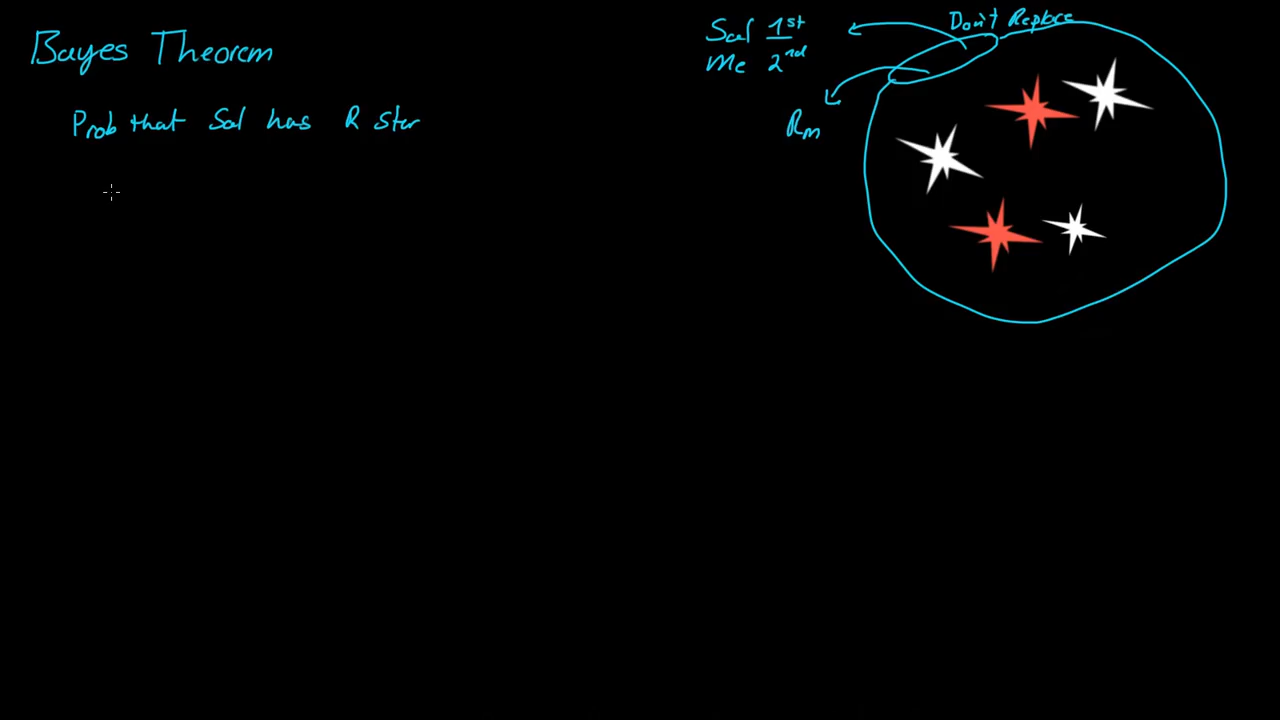 Bayes Theorem
Prob that Sal has R star
Sal 1st
Me 2nd
Don't Replace
Rm